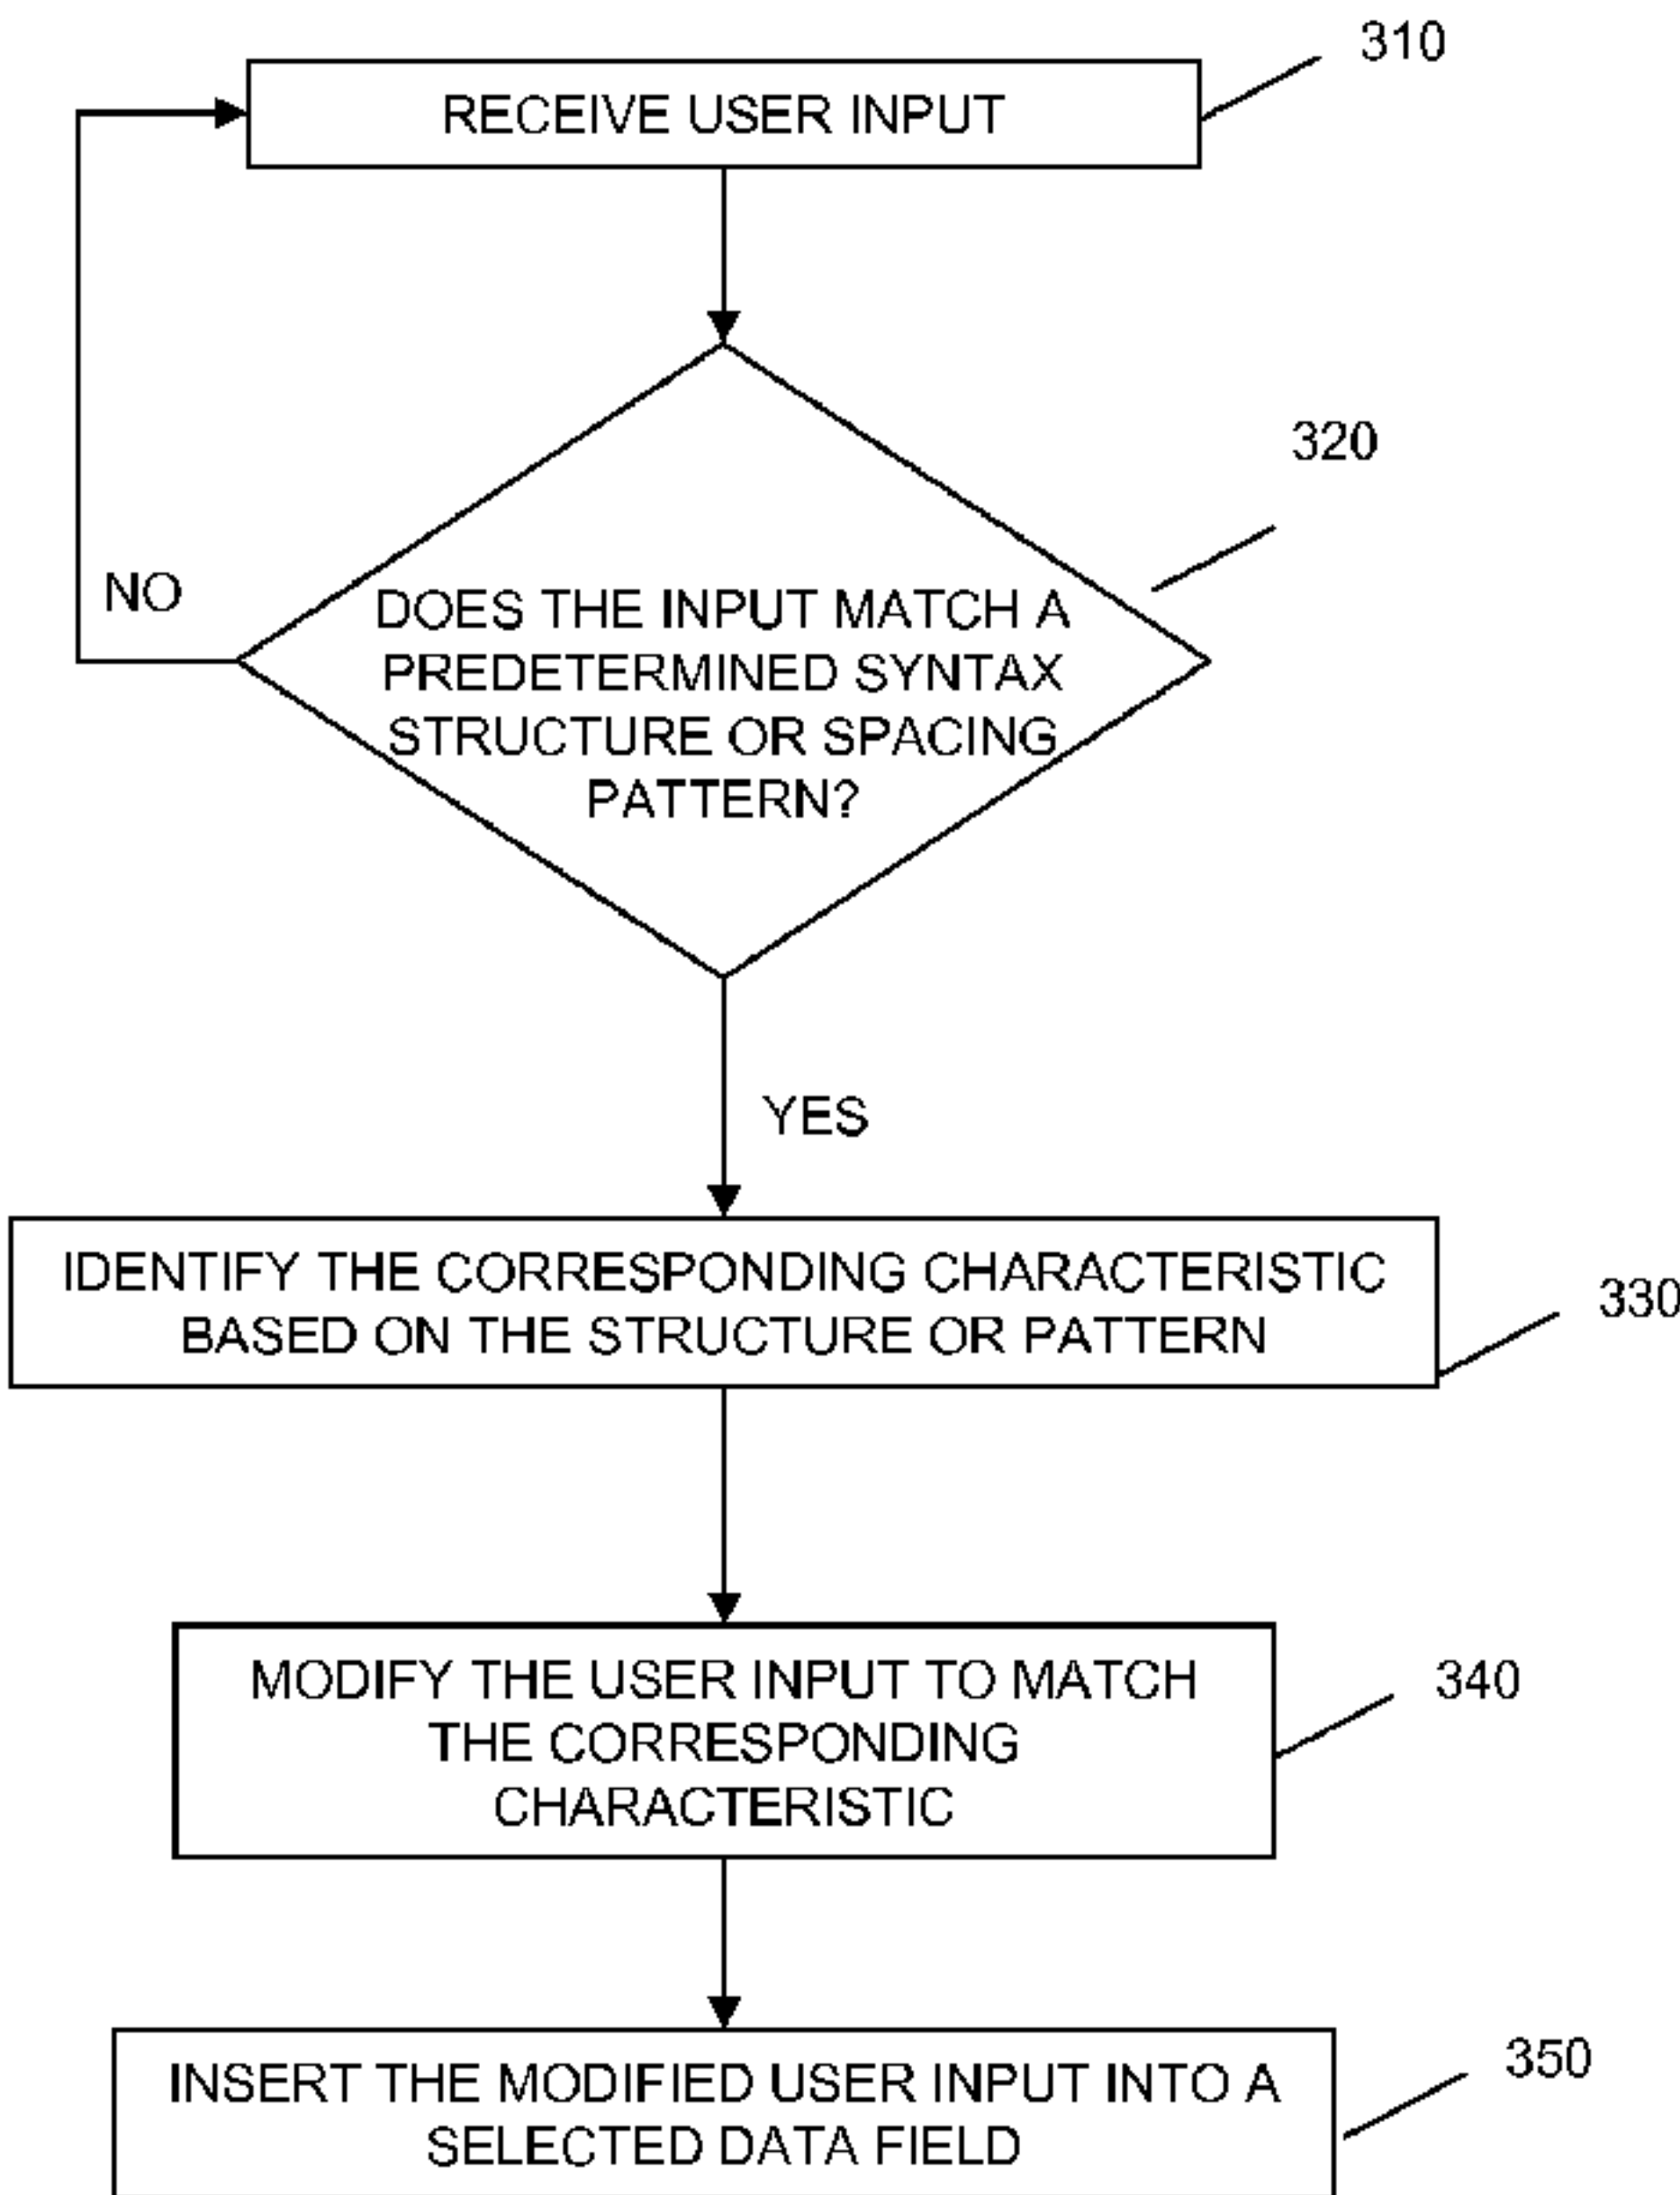 310
RECEIVE USER INPUT
320
NO
DOES THE INPUT MATCH A
PREDETERMINED SYNTAX
STRUCTURE OR SPACING
PATTERN?
YES
IDENTIFY THE CORRESPONDING CHARACTERISTIC
BASED ON THE STRUCTURE OR PATTERN
330
MODIFY THE USER INPUT TO MATCH
THE CORRESPONDING
CHARACTERISTIC
340
INSERT THE MODIFIED USER INPUT INTO A
SELECTED DATA FIELD
350